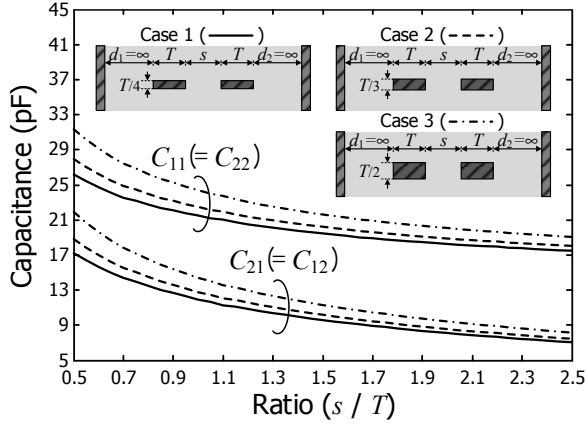 Case 1 ( )
d1=∞ T s T d2=∞
T/4
Case 2 ( )
d1=∞ T s T d2=∞
T/3
Case 3 ( )
d1=∞ T s T d2=∞
T/2
C11(= C22)
C21(= C12)
Capacitance (pF)
45
41
37
33
29
25
21
17
13
9
5
0.5 0.7 0.9 1.1 1.3 1.5 1.7 1.9 2.1 2.3 2.5
Ratio (s / T)